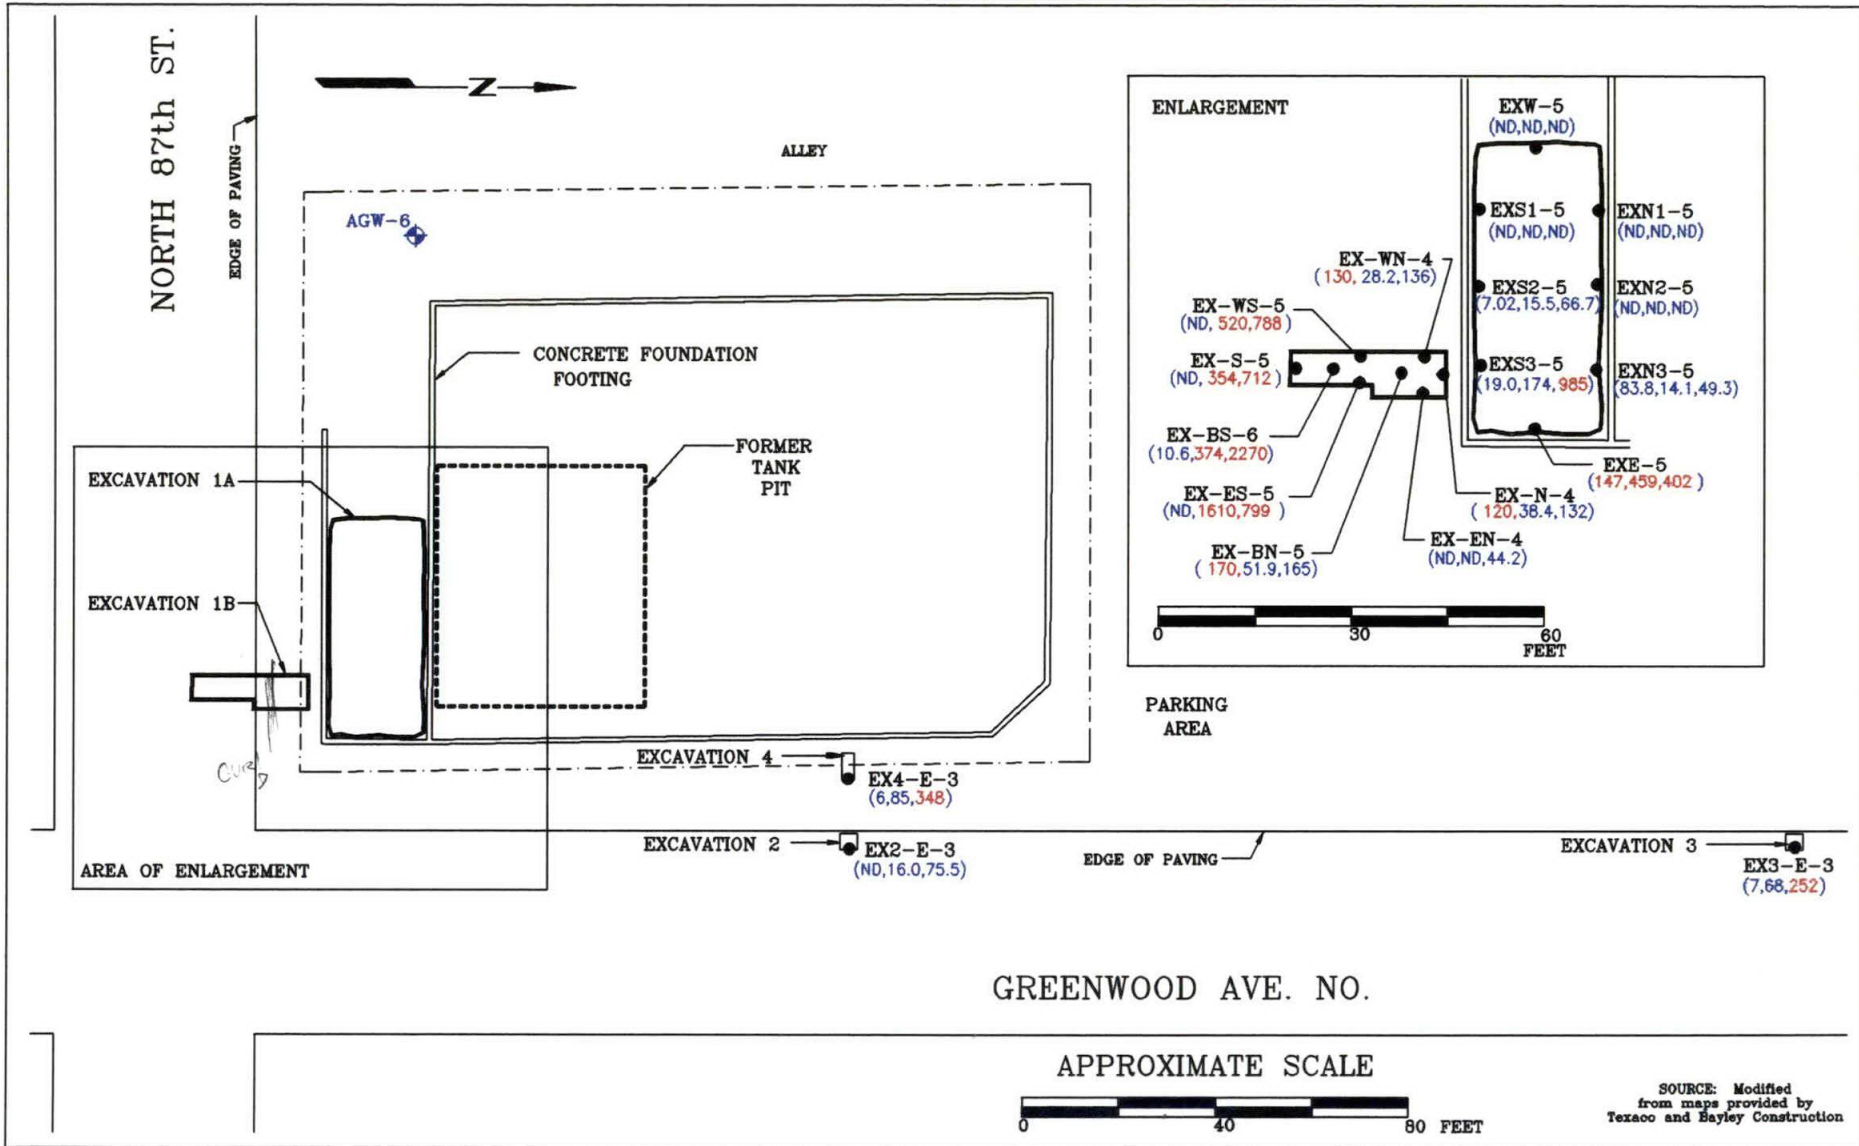 NORTH 87th ST.
EDGE OF PAVING
N
ALLEY
AGW-6
CONCRETE FOUNDATION
FOOTING
FORMER
TANK
PIT
EXCAVATION 1A
EXCAVATION 1B
Curb
AREA OF ENLARGEMENT
EXCAVATION 4
EX4-E-3
(6,85,348)
EXCAVATION 2
EX2-E-3
(ND,16.0,75.5)
EDGE OF PAVING
EXCAVATION 3
EX3-E-3
(7,68,252)
PARKING
AREA
ENLARGEMENT
EXW-5
(ND,ND,ND)
EXS1-5
(ND,ND,ND)
EXN1-5
(ND,ND,ND)
EX-WN-4
( 130, 28.2,136)
EXS2-5
(7.02,15.5,66.7)
EXN2-5
(ND,ND,ND)
EX-WS-5
(ND, 520,788 )
EX-S-5
(ND, 354,712 )
EXS3-5
(19.0,174,985)
EXN3-5
(83.8,14.1,49.3)
EX-BS-6
(10.6,374,2270)
EXE-5
(147,459,402 )
EX-ES-5
(ND,1610,799 )
EX-N-4
( 120,38.4,132)
EX-BN-5
( 170,51.9,165)
EX-EN-4
(ND,ND,44.2)
0 30 60
FEET
GREENWOOD AVE. NO.
APPROXIMATE SCALE
0 40 80 FEET
SOURCE: Modified
from maps provided by
Texaco and Bayley Construction